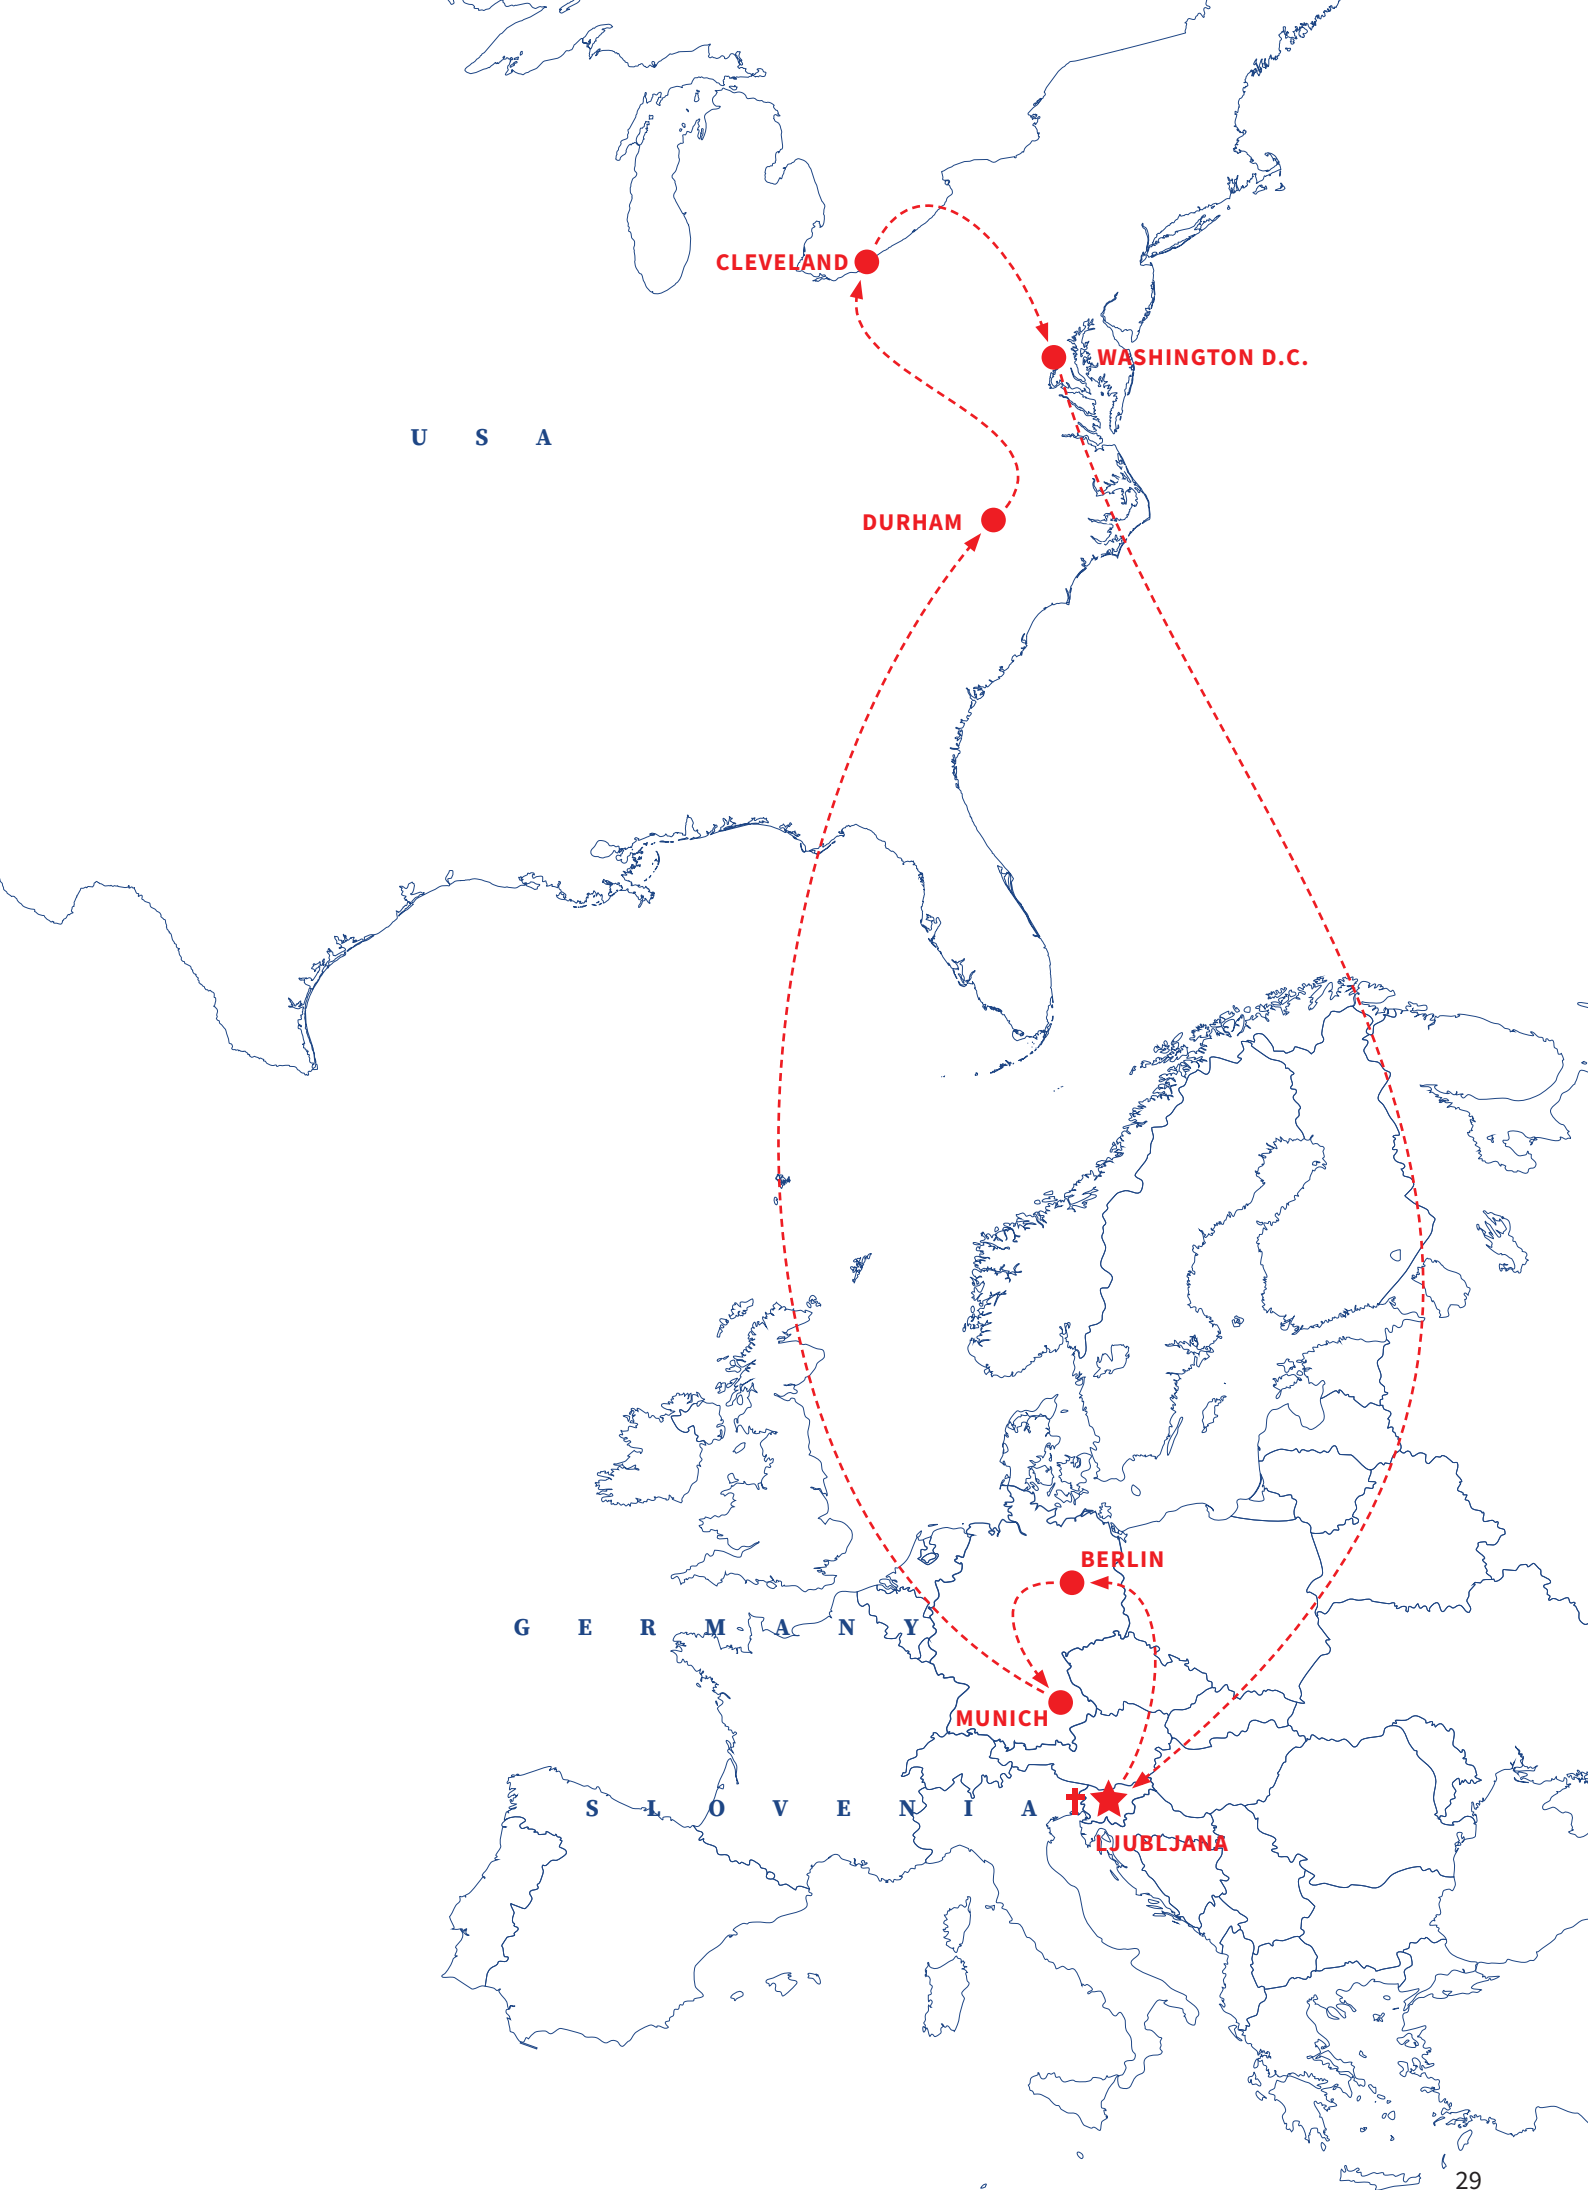 CLEVELAND
WASHINGTON D.C.
U S A
DURHAM
BERLIN
G E R M A N Y
MUNICH
S L O V E N I A
LJUBLJANA
29